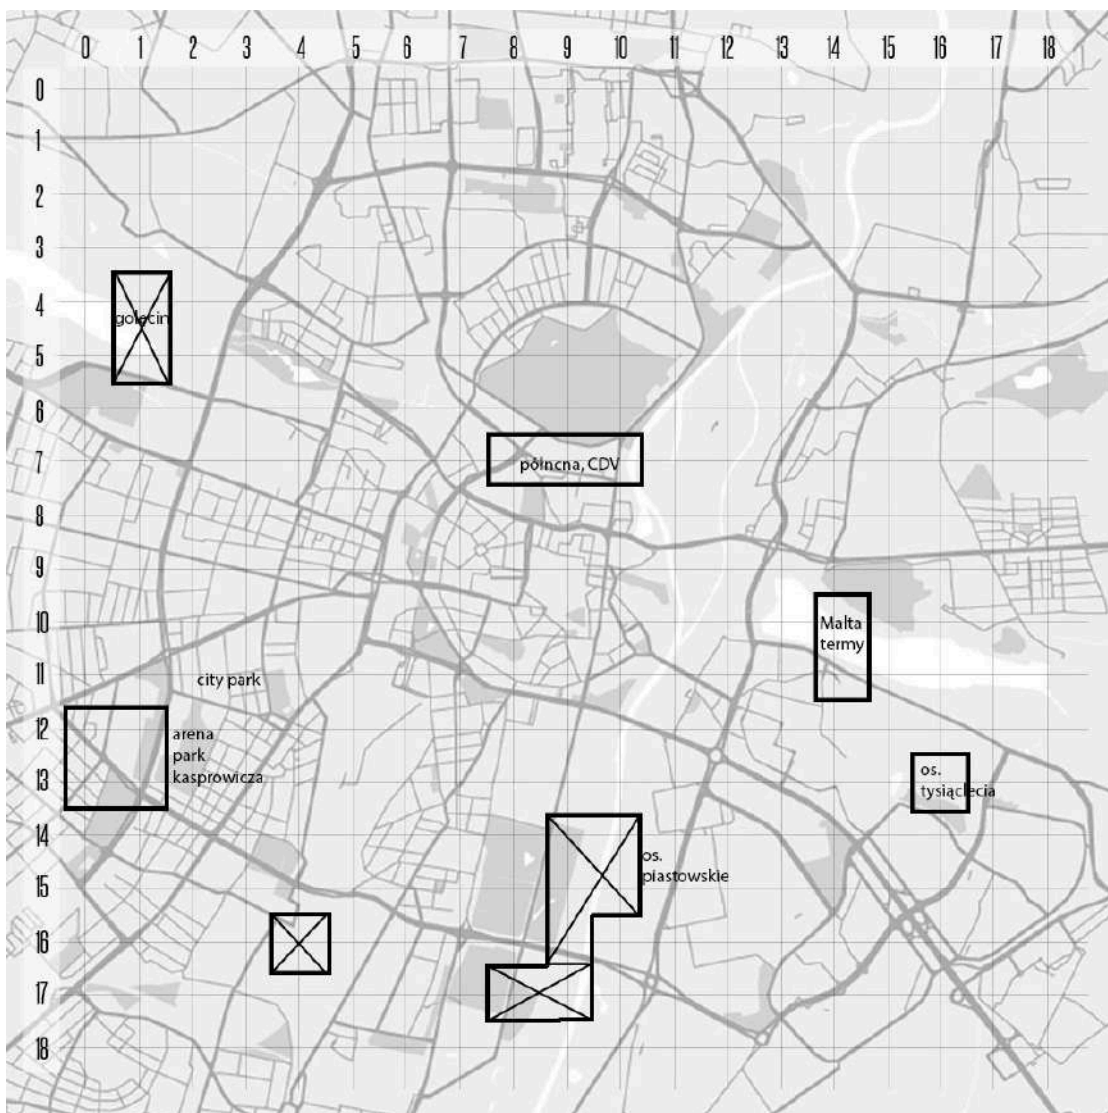 0 1 2 3 4 5 6 7 8 9 10 11 12 13 14 15 16 17 18
0
1
2
3
4
golęcin
5
6
7
półncna, CDV
8
9
10
Malta
termy
11
city park
12
arena
park
kasprowicza
13
os.
tysiąclecia
14
15
os.
piastowskie
16
17
18